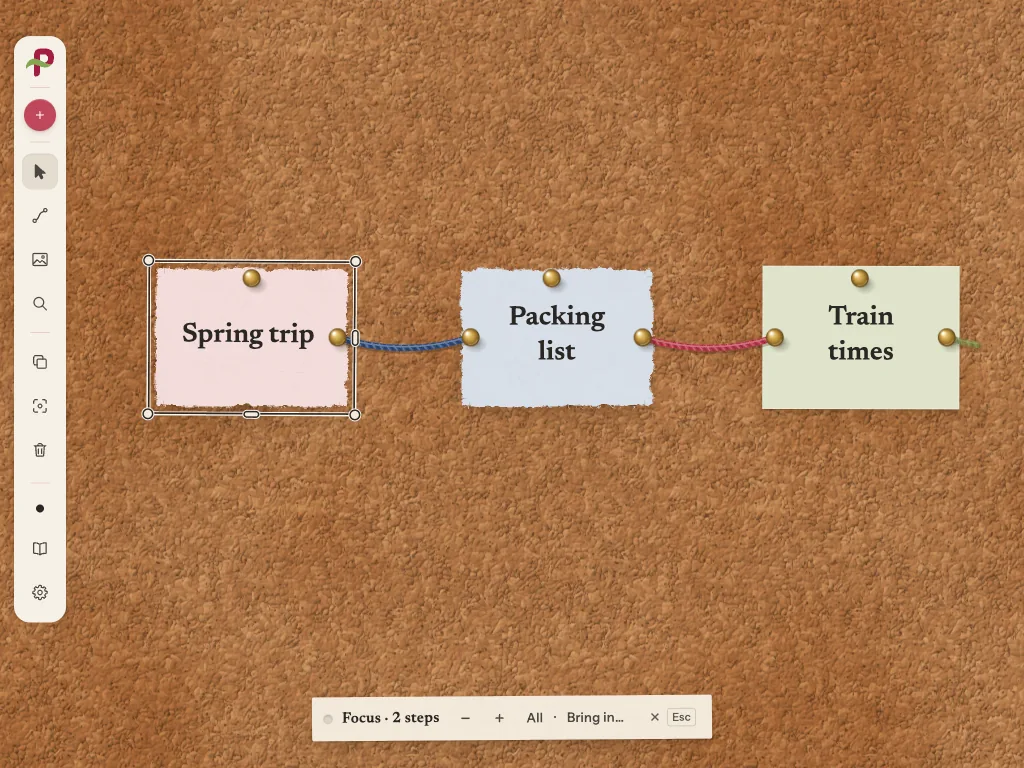 Spring trip
Packing
list
Train
times
Focus · 2 steps − + All · Bring in... × Esc